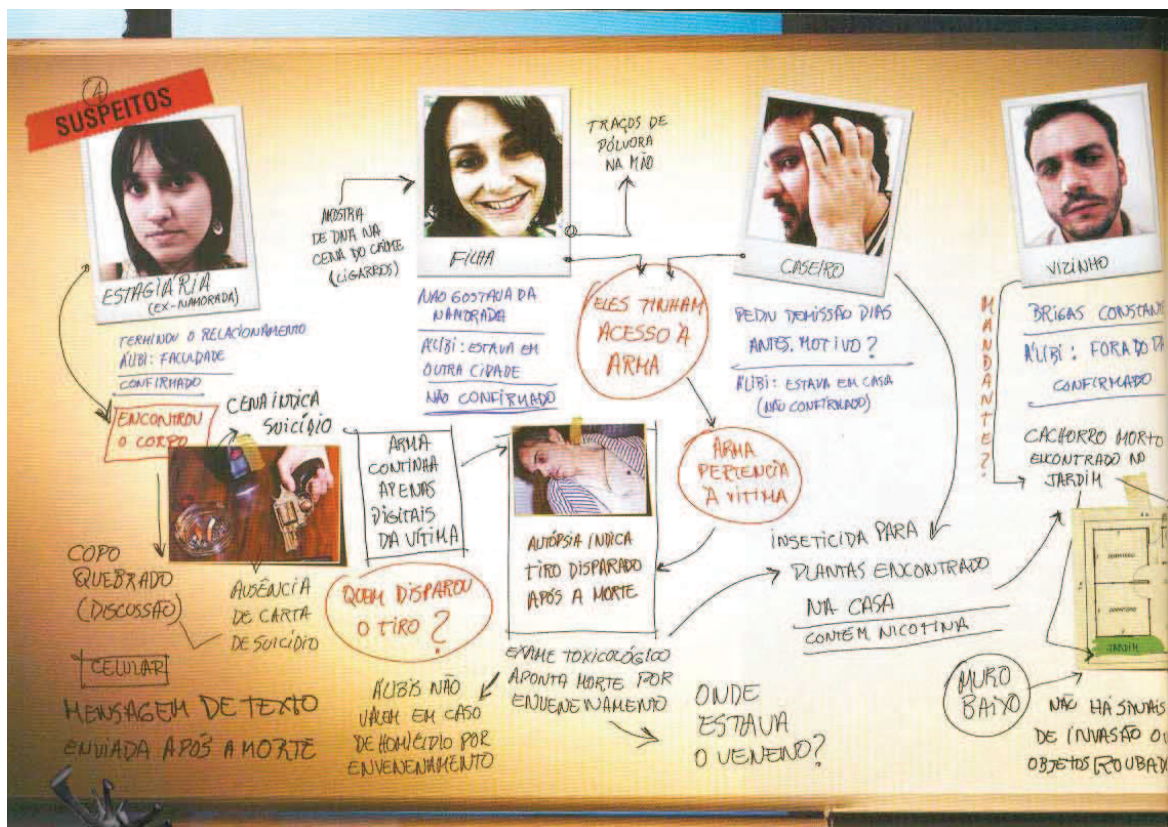 4
SUSPEITOS
ESTAGIÁRIA
(EX-NAMORADA)
TERMINOU O RELACIONAMENTO
ÁLIBI: FACULDADE
CONFIRMADO
ENCONTROU
O CORPO
CENA INDICA
SUICÍDIO
COPO
QUEBRADO
(DISCUSSÃO)
AUSÊNCIA
DE CARTA
DE SUICÍDIO
CELULAR
MENSAGEM DE TEXTO
ENVIADA APÓS A MORTE
MOSTRA
DE DNA NA
CENA DO CRIME
(CIGARROS)
FILHA
TRAÇOS DE
PÓLVORA
NA MÃO
NÃO GOSTAVA DA
NAMORADA
ÁLIBI: ESTAVA EM
OUTRA CIDADE
NÃO CONFIRMADO
ELES TINHAM
ACESSO À
ARMA
ARMA
CONTINHA
APENAS
DIGITAIS
DA VÍTIMA
QUEM DISPAROU
O TIRO?
AUTÓPSIA INDICA
TIRO DISPARADO
APÓS A MORTE
ARMA
PERTENCIA
À VÍTIMA
EXAME TOXICOLÓGICO
APONTA MORTE POR
ENVENENAMENTO
ÁLIBIS NÃO
VALEM EM CASO
DE HOMICÍDIO POR
ENVENENAMENTO
ONDE
ESTAVA
O VENENO?
CASEIRO
PEDIU DEMISSÃO DIAS
ANTES. MOTIVO?
ÁLIBI: ESTAVA EM CASA
(NÃO CONFIRMADO)
INSETICIDA PARA
PLANTAS ENCONTRADO
NA CASA
CONTÉM NICOTINA
VIZINHO
MANDANTE?
BRIGAS CONSTAN
ÁLIBI: FORA DO
CONFIRMADO
CACHORRO MORTO
ENCONTRADO NO
JARDIM
DORMITÓRIO
DORMITÓRIO
JARDIM
MURO
BAIXO
NÃO HÁ SINAIS
DE INVASÃO OU
OBJETOS ROUBAD